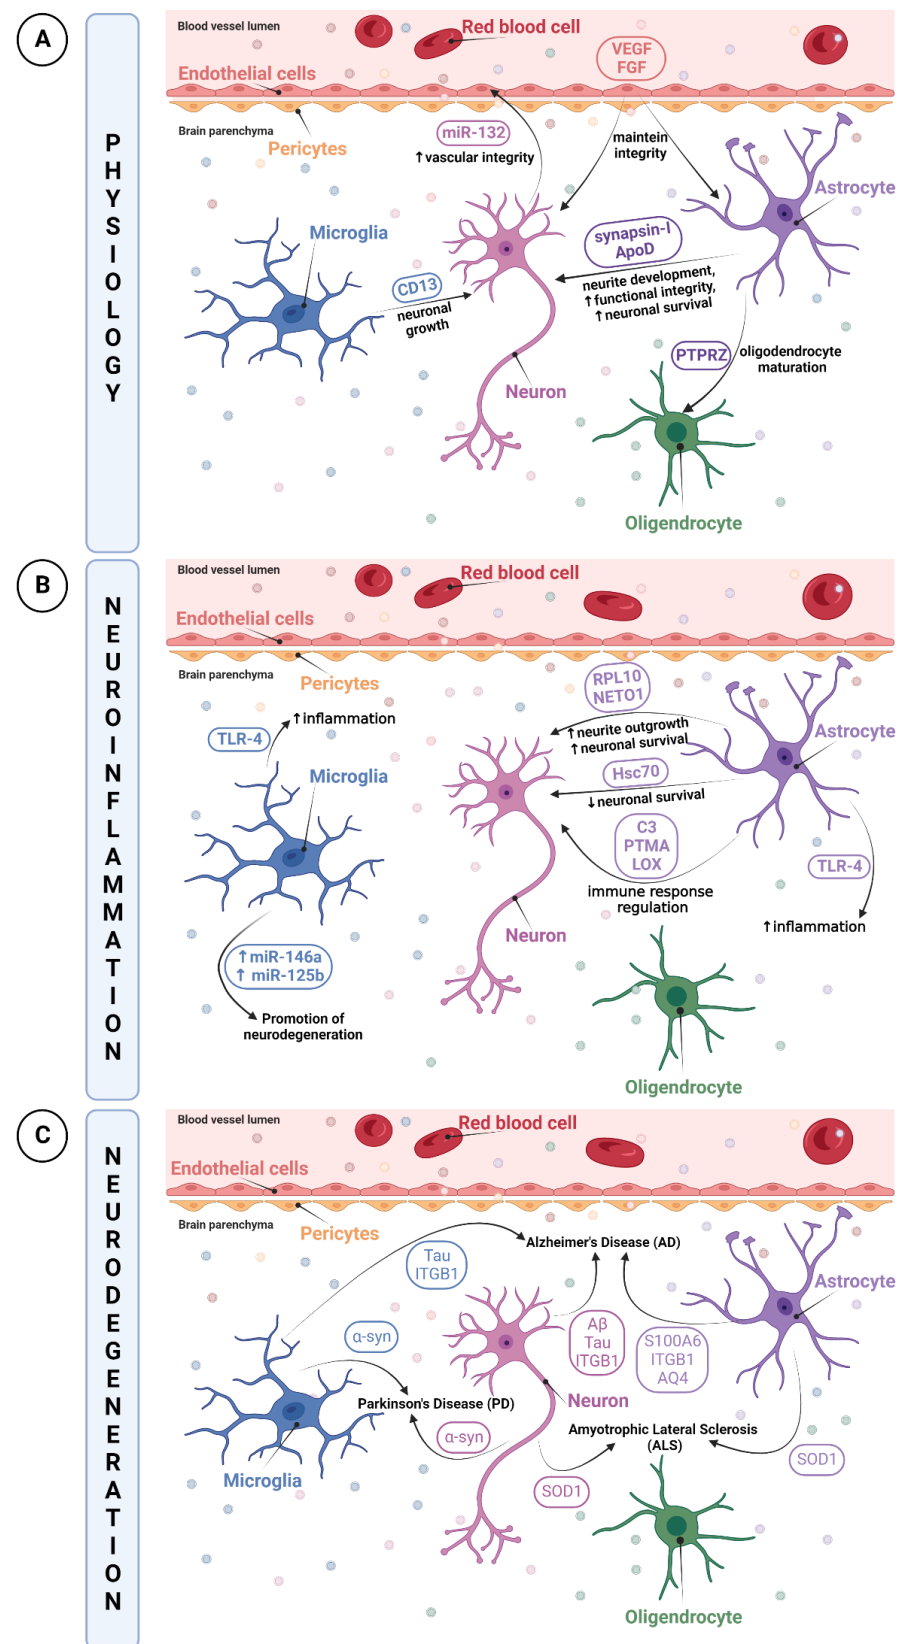 A
PHYSIOLOGY
Blood vessel lumen
Red blood cell
VEGF
FGF
Endothelial cells
Brain parenchyma
Pericytes
miR-132
↑ vascular integrity
maintein
integrity
Astrocyte
Microglia
synapsin-I
ApoD
CD13
neuronal
growth
neurite development,
↑ functional integrity,
↑ neuronal survival
PTPRZ
oligodendrocyte
maturation
Neuron
Oligendrocyte
B
NEUROINFLAMMATION
Blood vessel lumen
Red blood cell
Endothelial cells
Brain parenchyma
Pericytes
RPL10
NETO1
TLR-4
↑ inflammation
↑ neurite outgrowth
↑ neuronal survival
Astrocyte
Microglia
Hsc70
↓ neuronal survival
C3
PTMA
LOX
TLR-4
immune response
regulation
↑ inflammation
Neuron
↑ miR-146a
↑ miR-125b
Promotion of
neurodegeneration
Oligendrocyte
C
NEURODEGENERATION
Blood vessel lumen
Red blood cell
Endothelial cells
Brain parenchyma
Pericytes
Alzheimer's Disease (AD)
Tau
ITGB1
Astrocyte
α-syn
Aβ
Tau
ITGB1
S100A6
ITGB1
AQ4
Parkinson's Disease (PD)
Neuron
α-syn
Amyotrophic Lateral Sclerosis
(ALS)
SOD1
Microglia
SOD1
Oligendrocyte